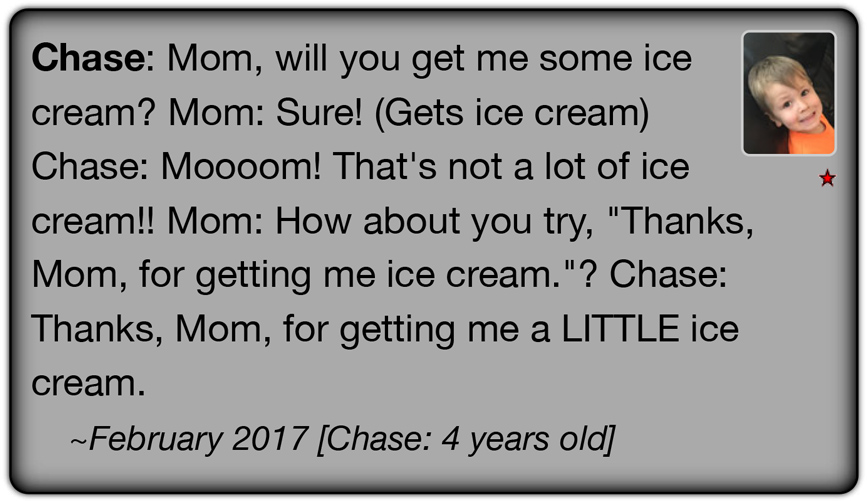 Chase: Mom, will you get me some ice
cream? Mom: Sure! (Gets ice cream)
Chase: Moooom! That's not a lot of ice
cream!! Mom: How about you try, "Thanks,
Mom, for getting me ice cream."? Chase:
Thanks, Mom, for getting me a LITTLE ice
cream.
~February 2017 [Chase: 4 years old]